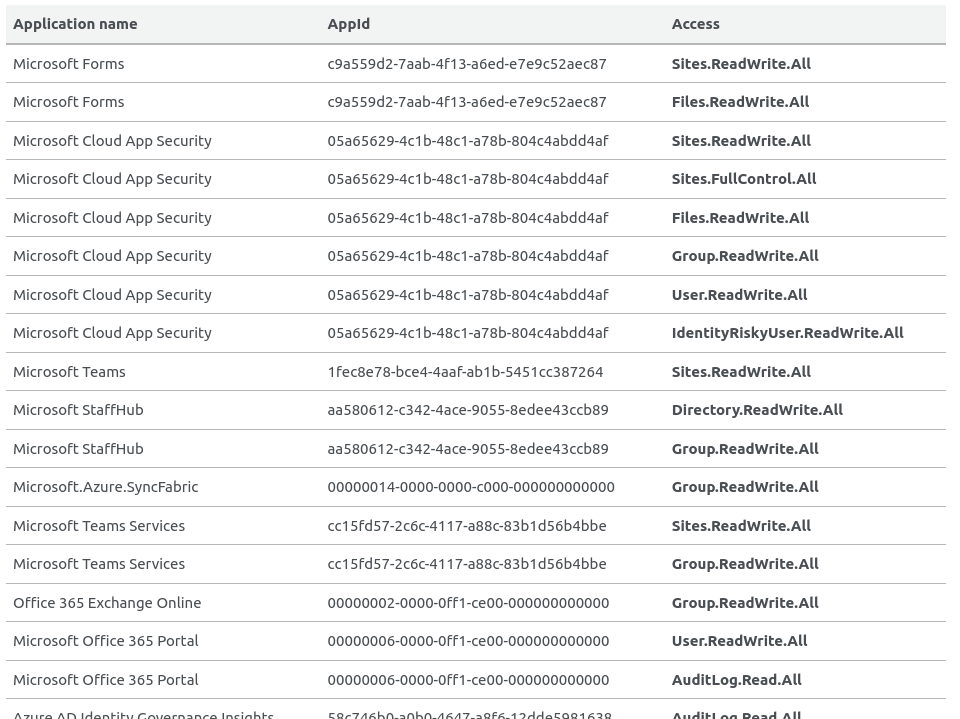 Application name AppId Access
Microsoft Forms c9a559d2-7aab-4f13-a6ed-e7e9c52aec87 Sites.ReadWrite.All
Microsoft Forms c9a559d2-7aab-4f13-a6ed-e7e9c52aec87 Files.ReadWrite.All
Microsoft Cloud App Security 05a65629-4c1b-48c1-a78b-804c4abdd4af Sites.ReadWrite.All
Microsoft Cloud App Security 05a65629-4c1b-48c1-a78b-804c4abdd4af Sites.FullControl.All
Microsoft Cloud App Security 05a65629-4c1b-48c1-a78b-804c4abdd4af Files.ReadWrite.All
Microsoft Cloud App Security 05a65629-4c1b-48c1-a78b-804c4abdd4af Group.ReadWrite.All
Microsoft Cloud App Security 05a65629-4c1b-48c1-a78b-804c4abdd4af User.ReadWrite.All
Microsoft Cloud App Security 05a65629-4c1b-48c1-a78b-804c4abdd4af IdentityRiskyUser.ReadWrite.All
Microsoft Teams 1fec8e78-bce4-4aaf-ab1b-5451cc387264 Sites.ReadWrite.All
Microsoft StaffHub aa580612-c342-4ace-9055-8edee43ccb89 Directory.ReadWrite.All
Microsoft StaffHub aa580612-c342-4ace-9055-8edee43ccb89 Group.ReadWrite.All
Microsoft.Azure.SyncFabric 00000014-0000-0000-c000-000000000000 Group.ReadWrite.All
Microsoft Teams Services cc15fd57-2c6c-4117-a88c-83b1d56b4bbe Sites.ReadWrite.All
Microsoft Teams Services cc15fd57-2c6c-4117-a88c-83b1d56b4bbe Group.ReadWrite.All
Office 365 Exchange Online 00000002-0000-0ff1-ce00-000000000000 Group.ReadWrite.All
Microsoft Office 365 Portal 00000006-0000-0ff1-ce00-000000000000 User.ReadWrite.All
Microsoft Office 365 Portal 00000006-0000-0ff1-ce00-000000000000 AuditLog.Read.All
Azure AD Identity Governance Insights 58c746b0-a0b0-4647-a8f6-12dde5981638 AuditLog.Read.All